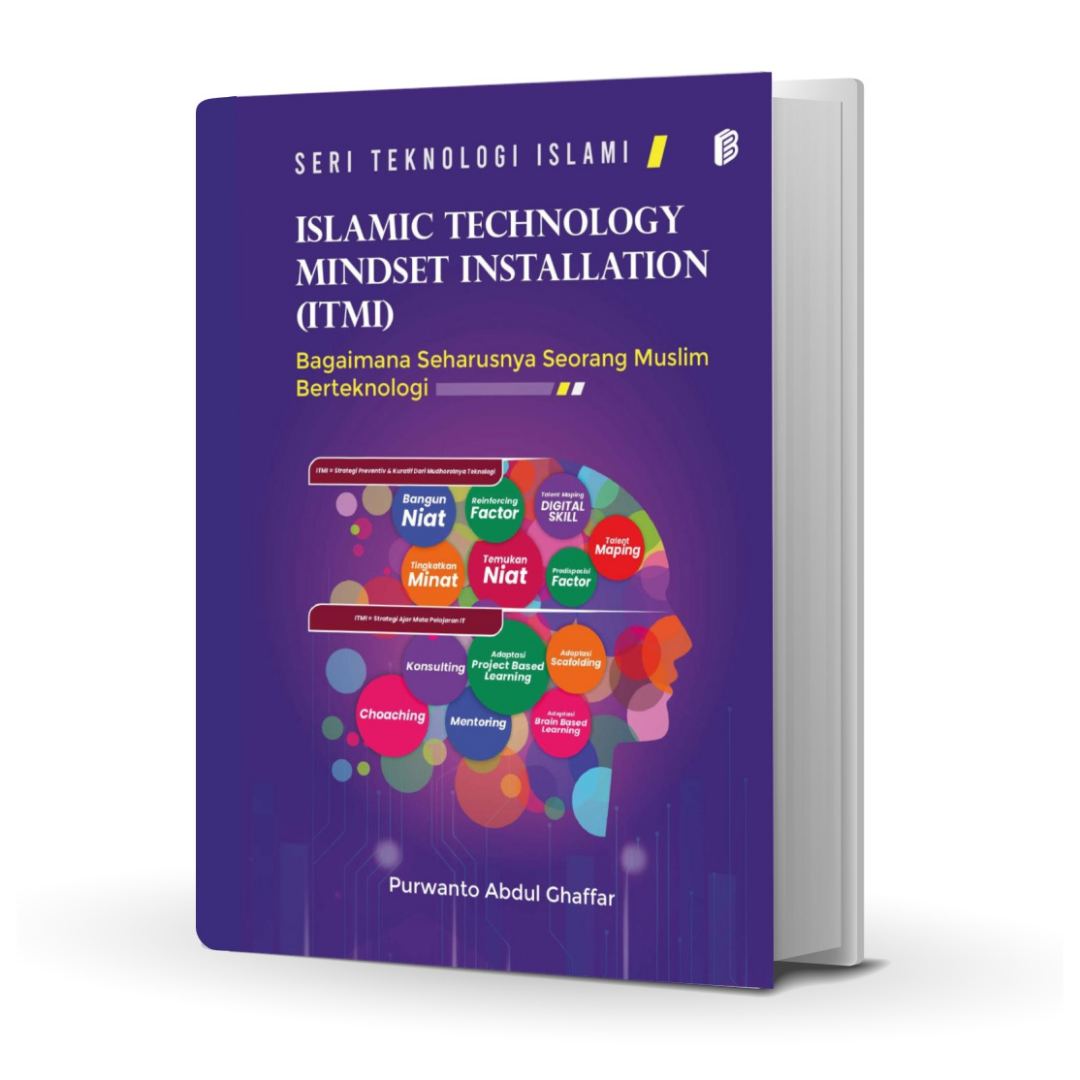 SERI TEKNOLOGI ISLAMI
ISLAMIC TECHNOLOGY
MINDSET INSTALLATION
(ITMI)
Bagaimana Seharusnya Seorang Muslim
Berteknologi
ITMI = Strategi Preventiv & Kuratif Dari Mudhorotnya Teknologi
Bangun
Niat
Reinforcing
Factor
Talent Maping
DIGITAL
SKILL
Talent
Maping
Tingkatkan
Minat
Temukan
Niat
Predisposisi
Factor
ITMI = Strategi Ajar Mata Pelajaran IT
Konsulting
Adaptasi
Project Based
Learning
Adaptasi
Scafolding
Choaching
Mentoring
Adaptasi
Brain Based
Learning
Purwanto Abdul Ghaffar